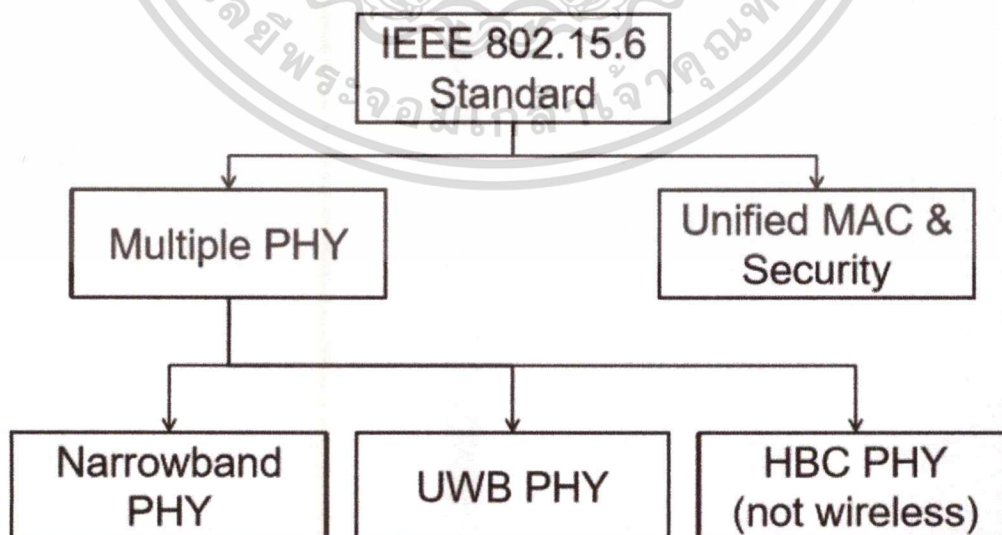 IEEE 802.15.6
Standard
Multiple PHY
Unified MAC &
Security
Narrowband
PHY
UWB PHY
HBC PHY
(not wireless)